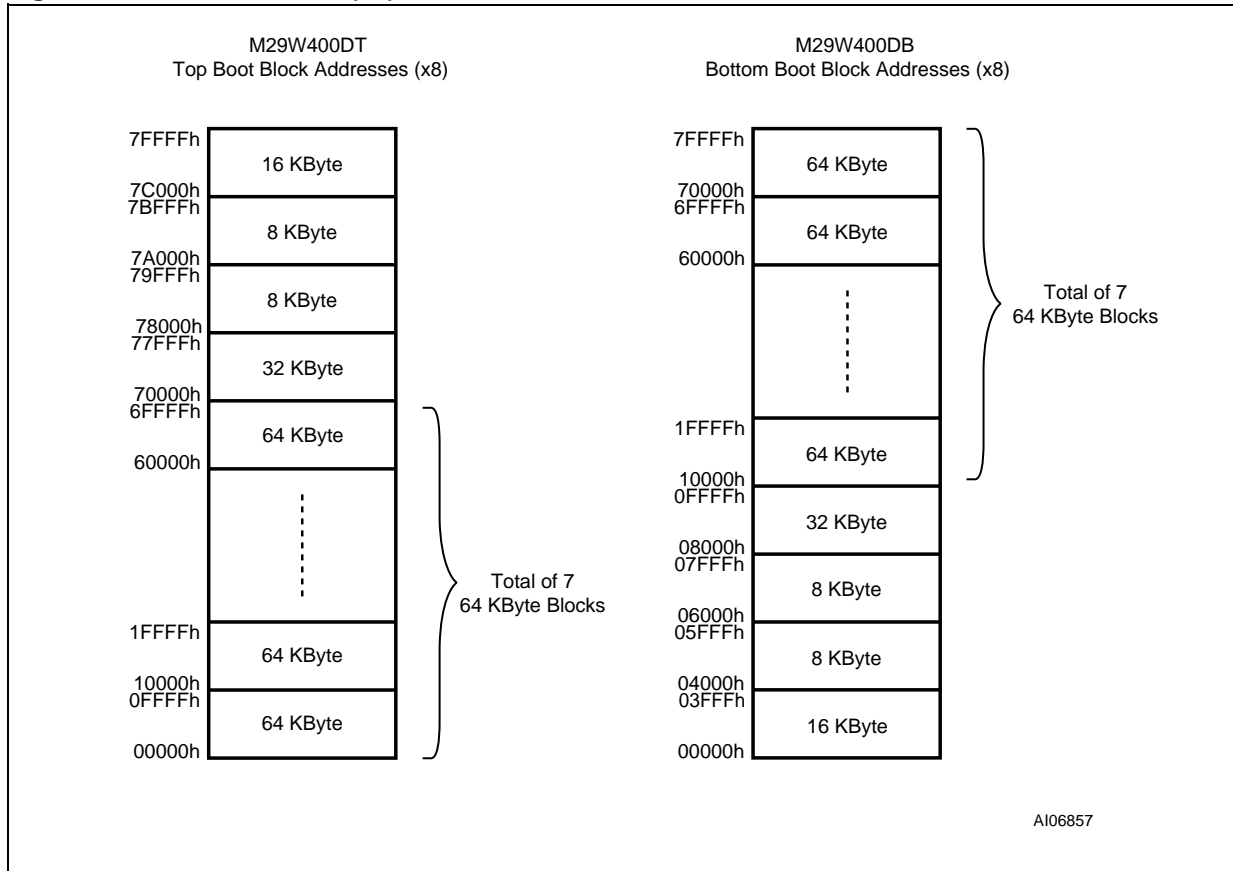 M29W400DT
Top Boot Block Addresses (x8)
7FFFFh
16 KByte
7C000h
7BFFFh
8 KByte
7A000h
79FFFh
8 KByte
78000h
77FFFh
32 KByte
70000h
6FFFFh
64 KByte
60000h
Total of 7
64 KByte Blocks
1FFFFh
64 KByte
10000h
0FFFFh
64 KByte
00000h
M29W400DB
Bottom Boot Block Addresses (x8)
7FFFFh
64 KByte
70000h
6FFFFh
64 KByte
60000h
Total of 7
64 KByte Blocks
1FFFFh
64 KByte
10000h
0FFFFh
32 KByte
08000h
07FFFh
8 KByte
06000h
05FFFh
8 KByte
04000h
03FFFh
16 KByte
00000h
AI06857